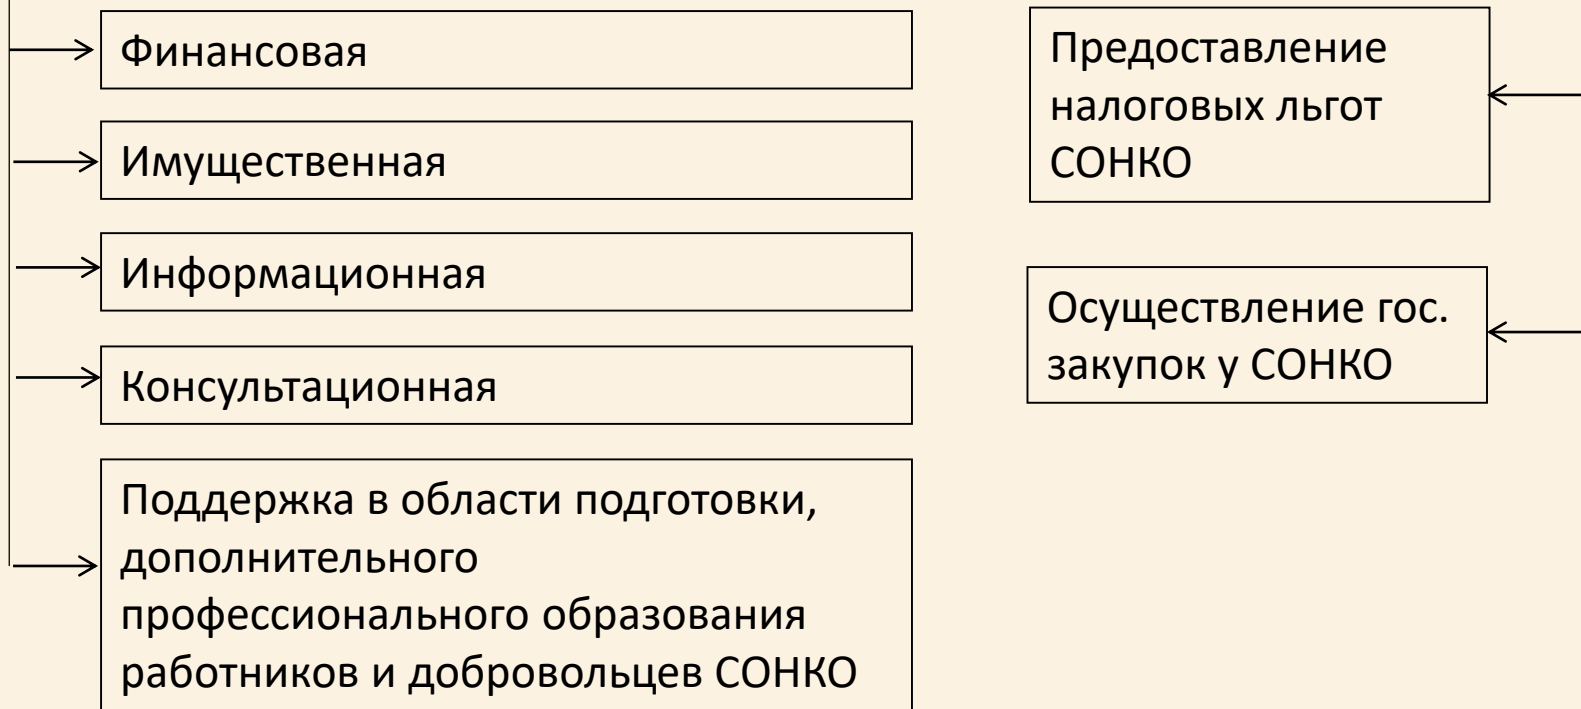 Финансовая
Имущественная
Информационная
Консультационная
Поддержка в области подготовки,
дополнительного
профессионального образования
работников и добровольцев СОНКО
Предоставление
налоговых льгот
СОНКО
Осуществление гос.
закупок у СОНКО